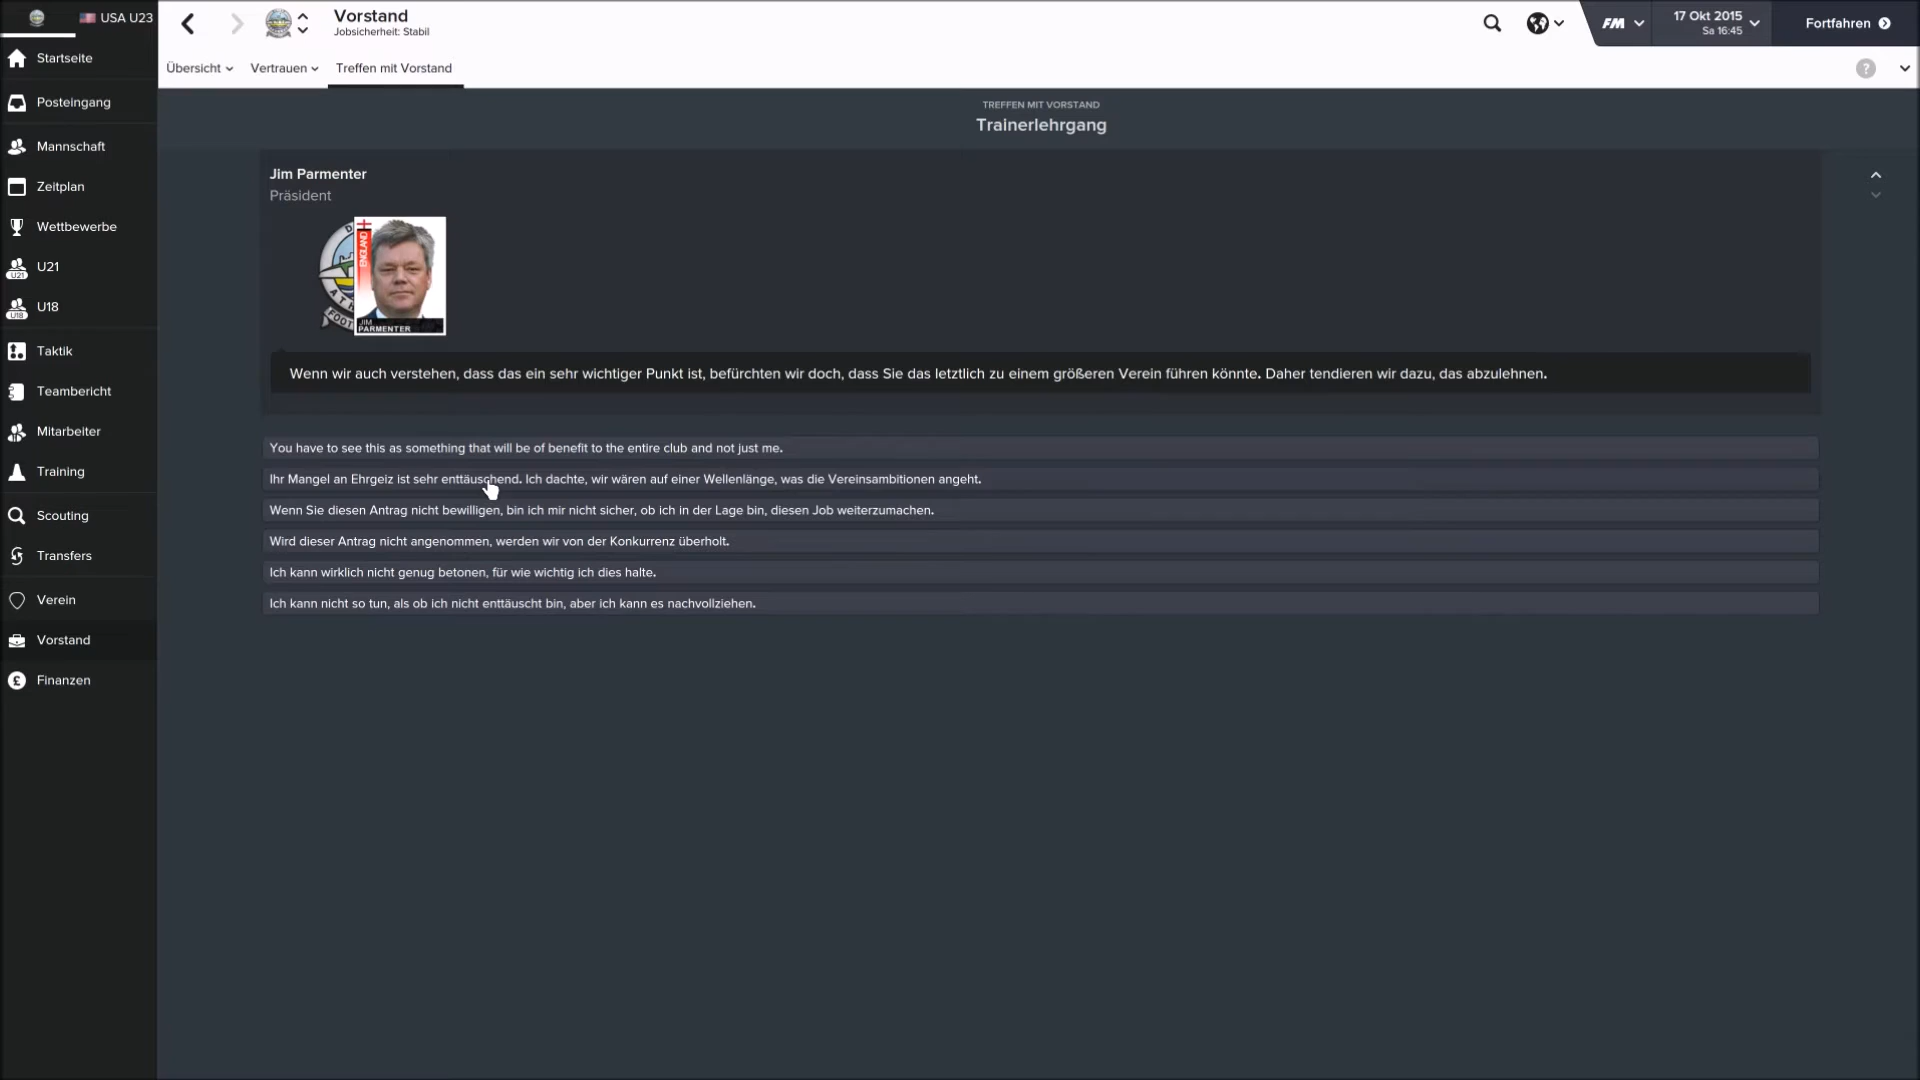 USA U23
Vorstand
Jobsicherheit: Stabil
FM
17 Okt 2015
Sa 16:45
Fortfahren
Startseite
Posteingang
Mannschaft
Zeitplan
Wettbewerbe
U21
U21
U18
U18
Taktik
Teambericht
Mitarbeiter
Training
Scouting
Transfers
Verein
Vorstand
£
Finanzen
Übersicht
Vertrauen
Treffen mit Vorstand
?
TREFFEN MIT VORSTAND
Trainerlehrgang
Jim Parmenter
Präsident
ENGLAND
JIM
PARMENTER
Wenn wir auch verstehen, dass das ein sehr wichtiger Punkt ist, befürchten wir doch, dass Sie das letztlich zu einem größeren Verein führen könnte. Daher tendieren wir dazu, das abzulehnen.
You have to see this as something that will be of benefit to the entire club and not just me.
Ihr Mangel an Ehrgeiz ist sehr enttäuschend. Ich dachte, wir wären auf einer Wellenlänge, was die Vereinsambitionen angeht.
Wenn Sie diesen Antrag nicht bewilligen, bin ich mir nicht sicher, ob ich in der Lage bin, diesen Job weiterzumachen.
Wird dieser Antrag nicht angenommen, werden wir von der Konkurrenz überholt.
Ich kann wirklich nicht genug betonen, für wie wichtig ich dies halte.
Ich kann nicht so tun, als ob ich nicht enttäuscht bin, aber ich kann es nachvollziehen.